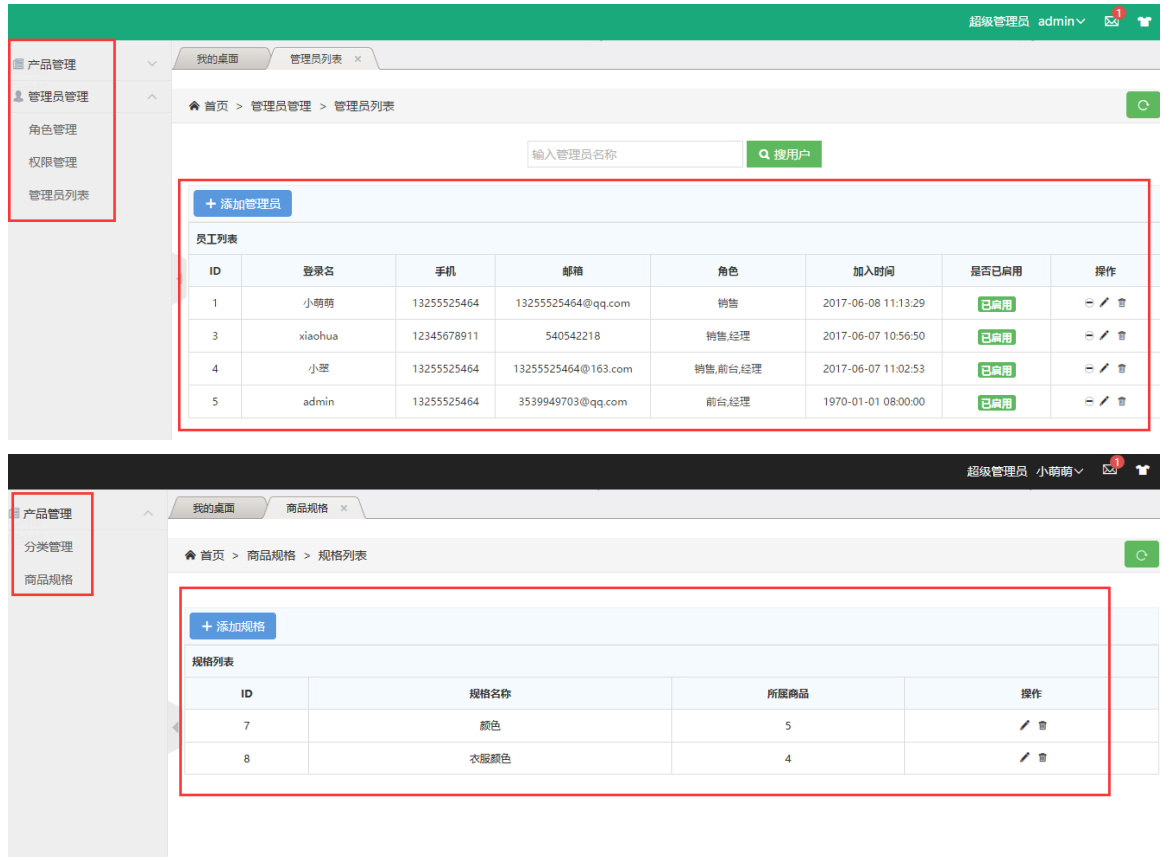 超级管理员 admin 1
产品管理
管理员管理
角色管理
权限管理
管理员列表
我的桌面 管理员列表 ×
首页 > 管理员管理 > 管理员列表
输入管理员名称 搜用户
+ 添加管理员
员工列表
ID 登录名 手机 邮箱 角色 加入时间 是否已启用 操作
1 小萌萌 13255525464 13255525464@qq.com 销售 2017-06-08 11:13:29 已启用
3 xiaohua 12345678911 540542218 销售,经理 2017-06-07 10:56:50 已启用
4 13255525464 13255525464@163.com 销售,前台,经理 2017-06-07 11:02:53 已启用
5 admin 13255525464 3539949703@qq.com 前台,经理 1970-01-01 08:00:00 已启用
超级管理员 小萌萌 1
产品管理
分类管理
商品规格
我的桌面 商品规格 ×
首页 > 商品规格 > 规格列表
+ 添加规格
规格列表
ID 规格名称 所属商品 操作
7 颜色 5
8 衣服颜色 4